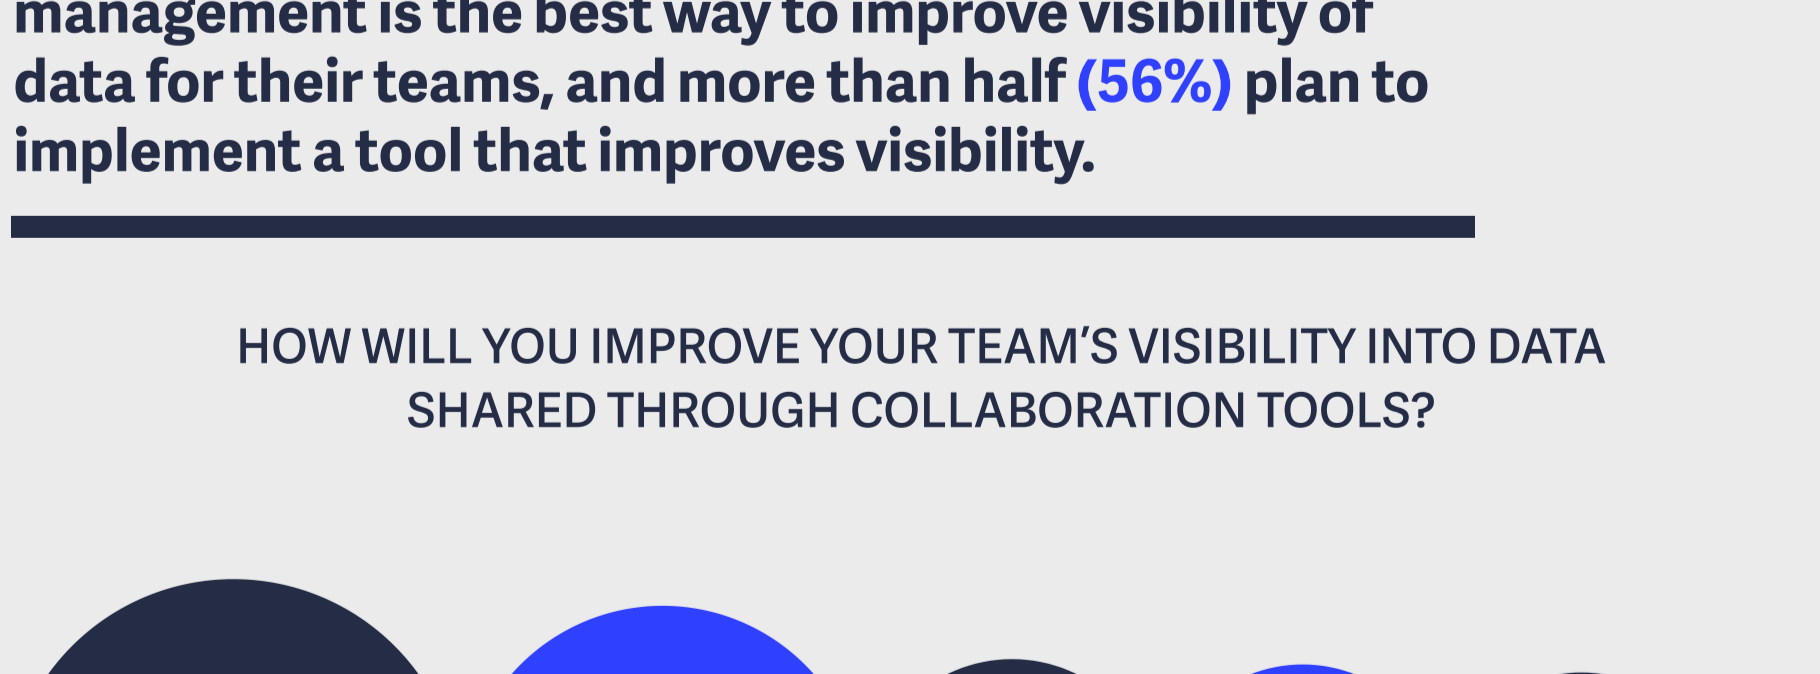 management is the best way to improve visibility of
data for their teams, and more than half (56%) plan to
implement a tool that improves visibility.
HOW WILL YOU IMPROVE YOUR TEAM’S VISIBILITY INTO DATA
SHARED THROUGH COLLABORATION TOOLS?